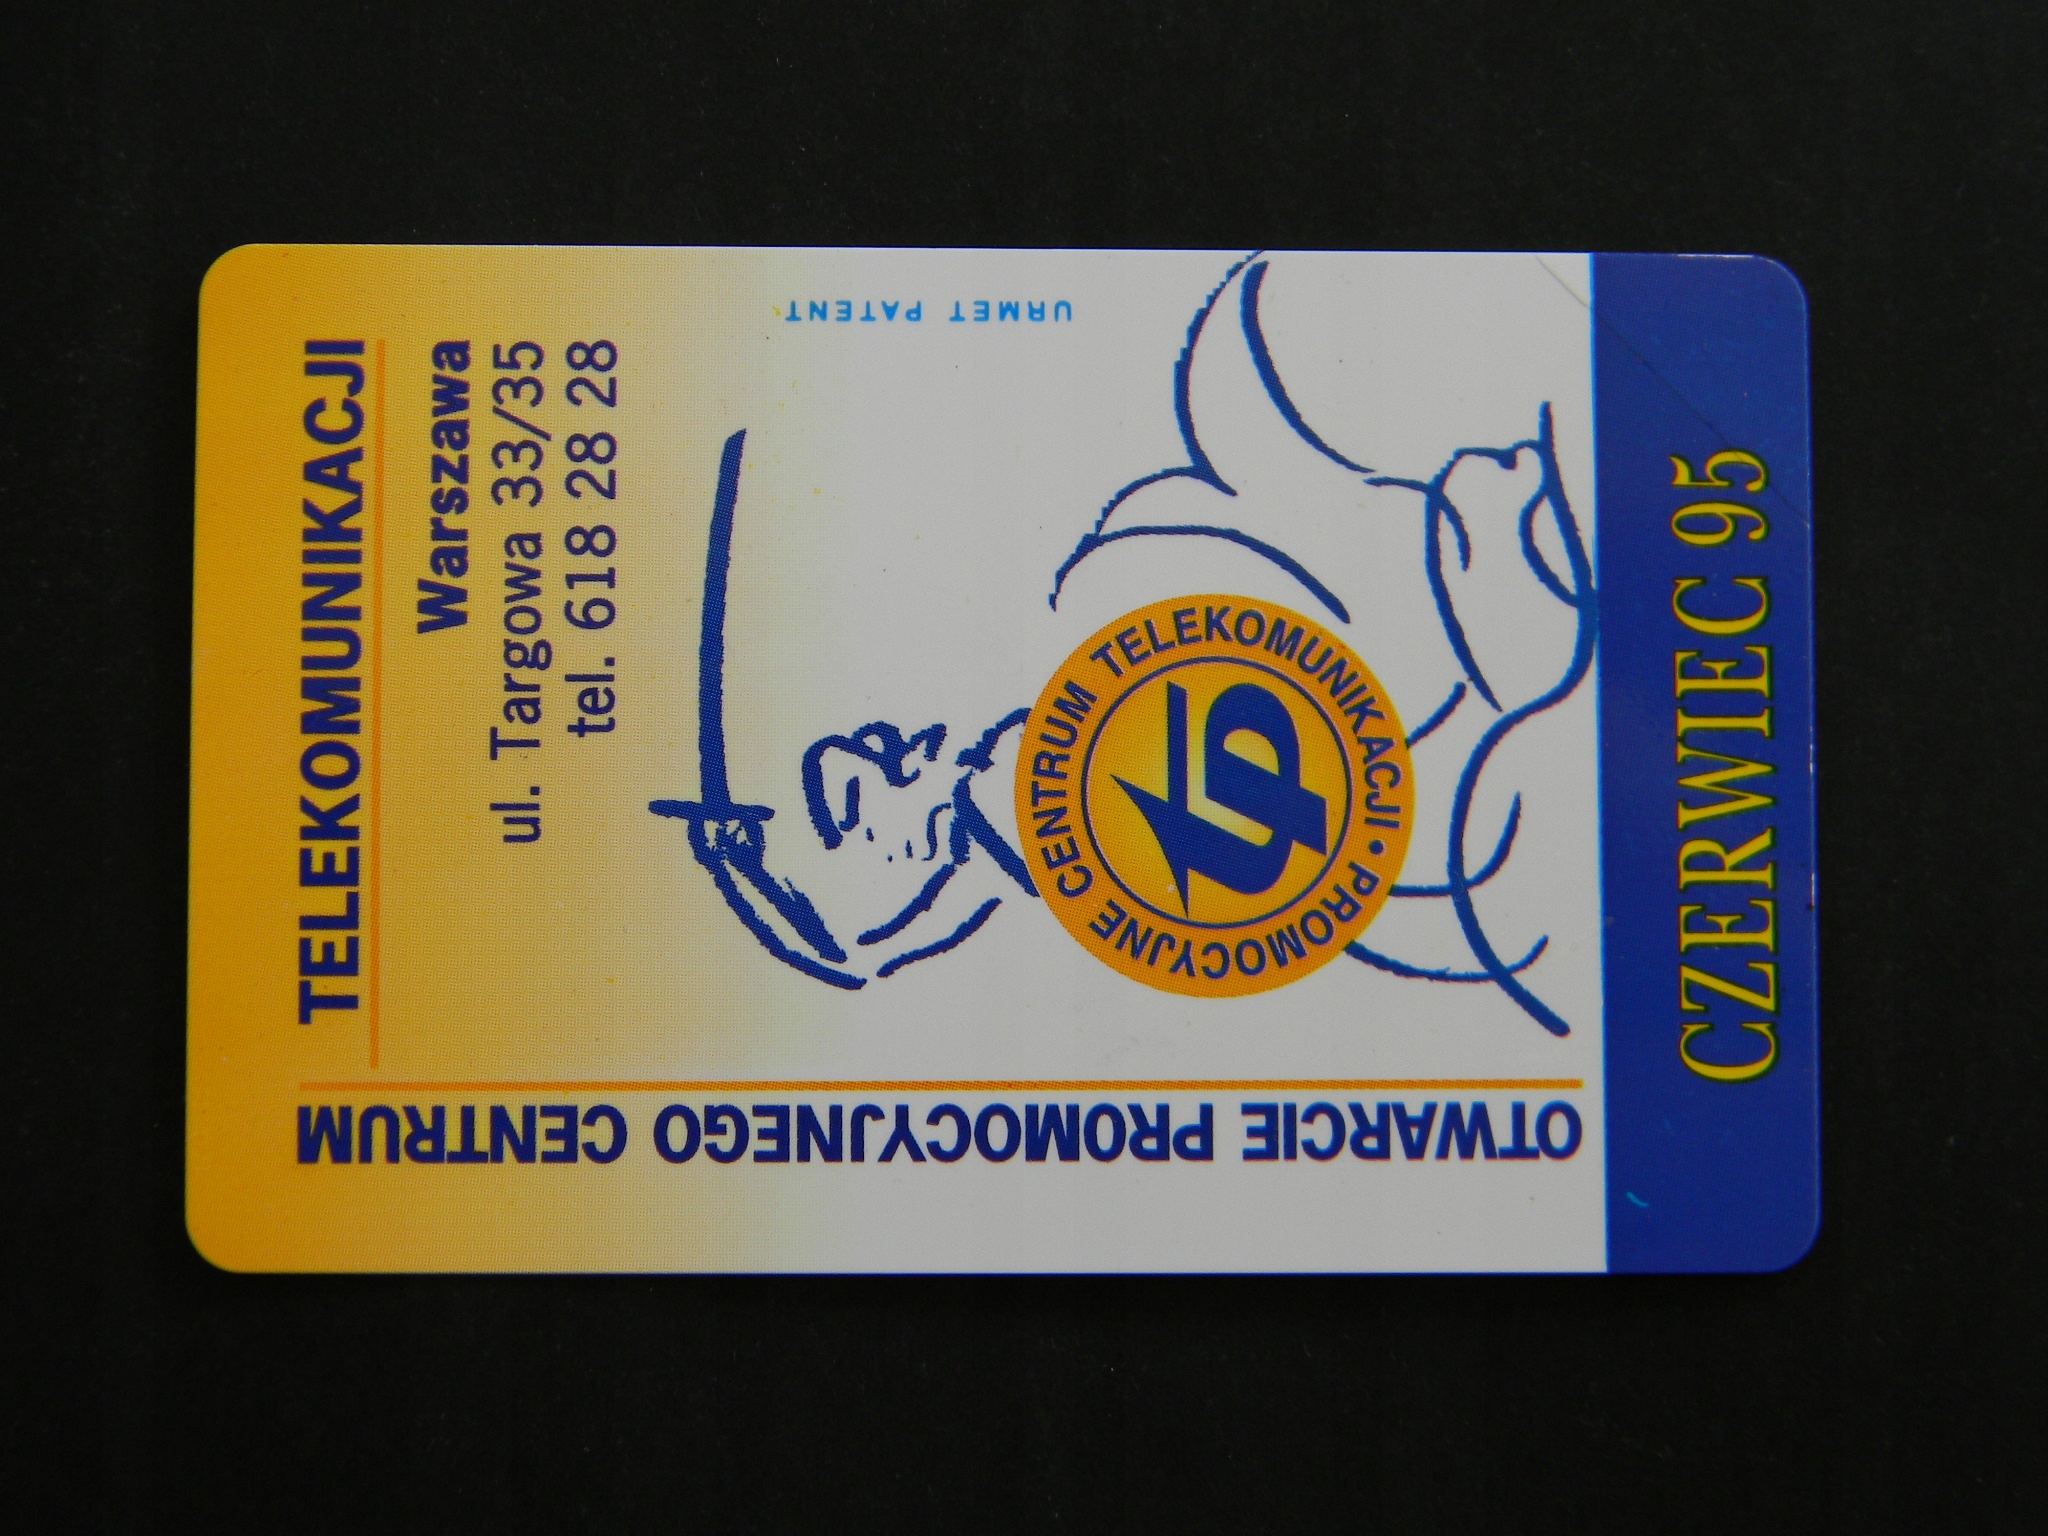 OTWARCIE PROMOCYJNEGO CENTRUM
TELEKOMUNIKACJI
Warszawa
ul. Targowa 33/35
tel. 618 28 28
URMET PATENT
PROMOCYJNE CENTRUM TELEKOMUNIKACJI •
tp
CZERWIEC 95